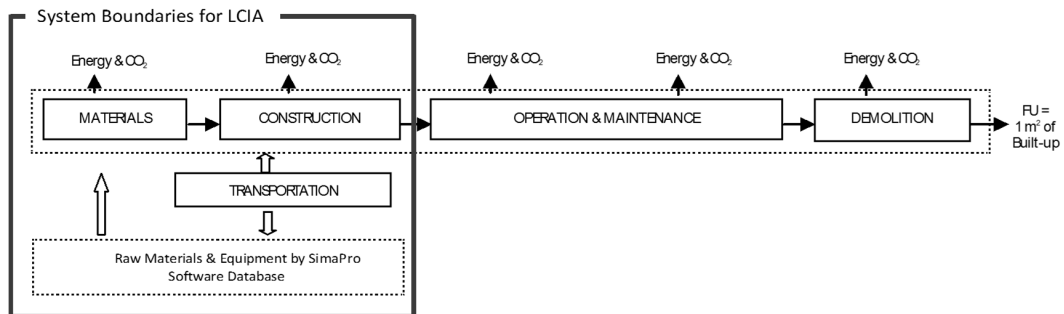 System Boundaries for LCIA
Energy & CO₂
Energy & CO₂
Energy & CO₂
Energy & CO₂
Energy & CO₂
MATERIALS
CONSTRUCTION
OPERATION & MAINTENANCE
DEMOLITION
FU =
1 m² of
Built-up
TRANSPORTATION
Raw Materials & Equipment by SimaPro
Software Database